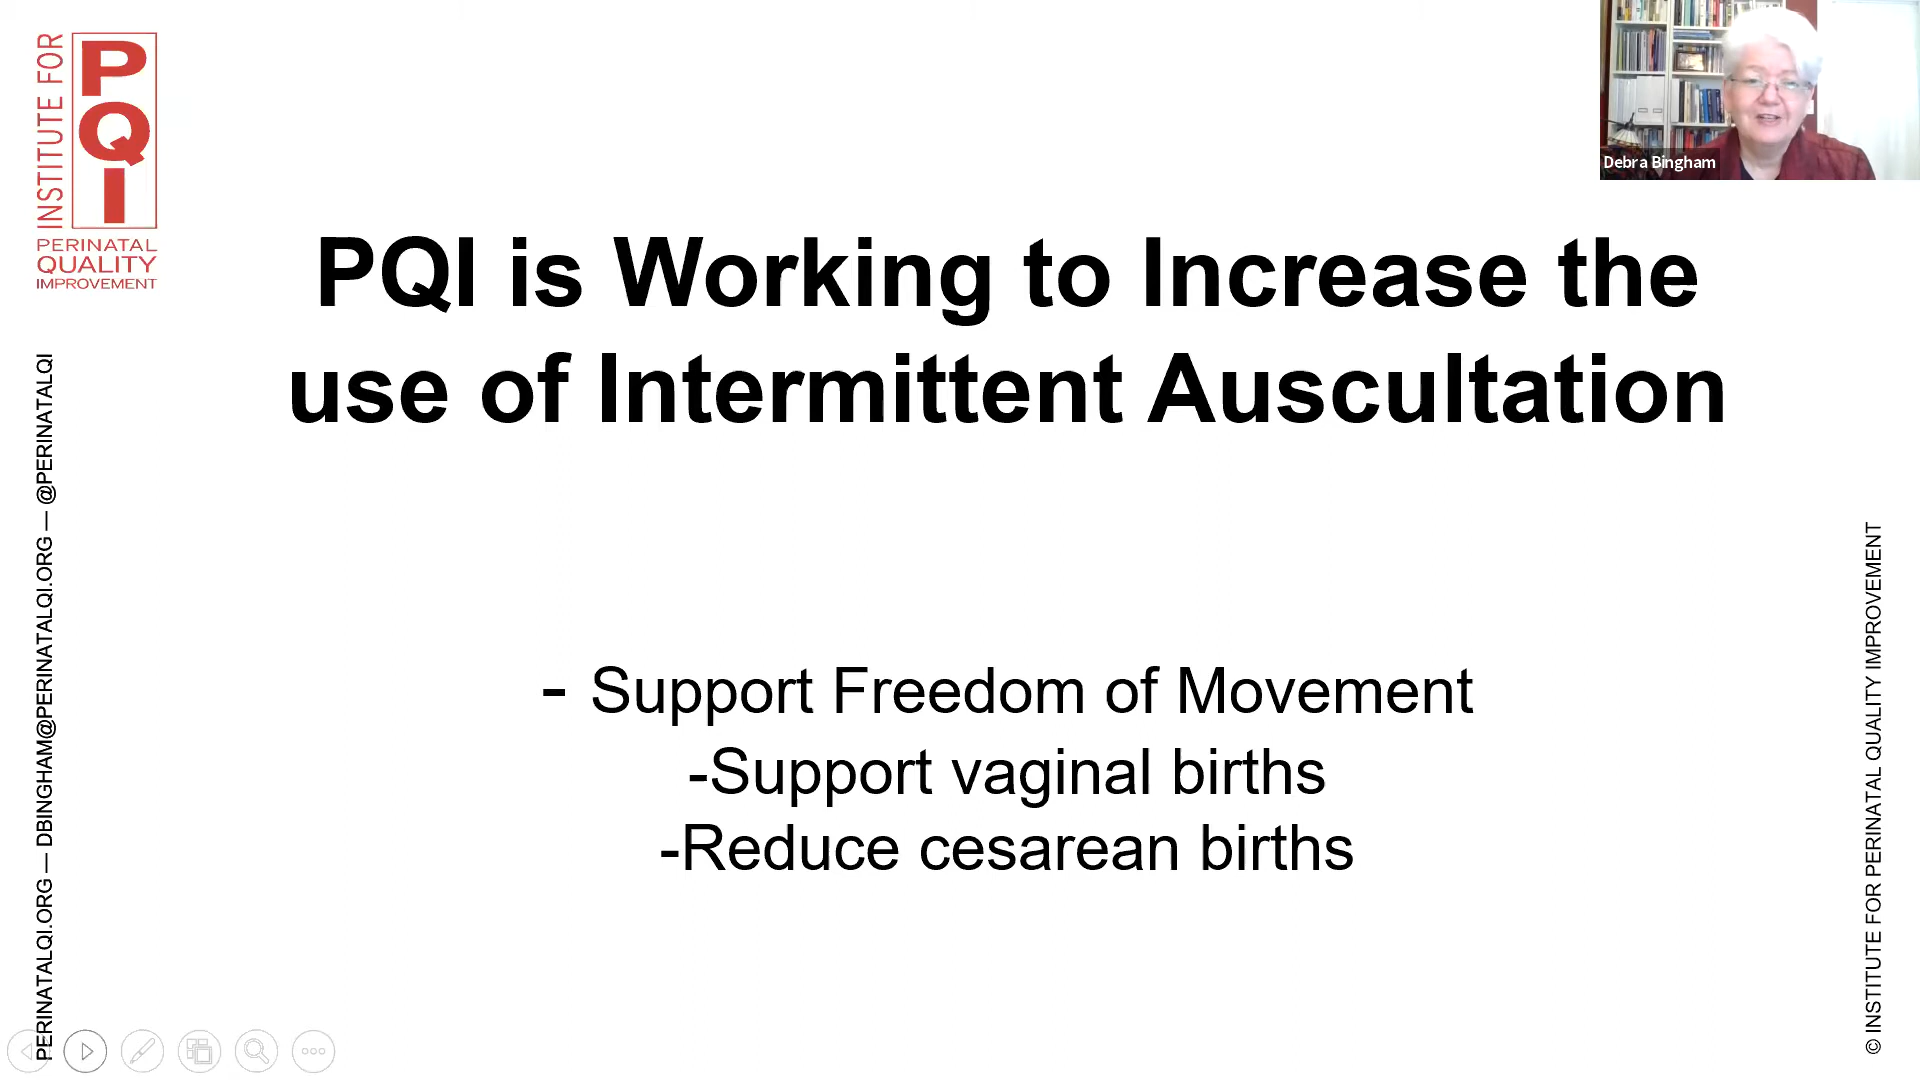 INSTITUTE FOR
PQI
PERINATAL
QUALITY
IMPROVEMENT
Debra Bingham
PQI is Working to Increase the
use of Intermittent Auscultation
- Support Freedom of Movement
-Support vaginal births
-Reduce cesarean births
PERINATALQI.ORG — DBINGHAM@PERINATALQI.ORG — @PERINATALQI
© INSTITUTE FOR PERINATAL QUALITY IMPROVEMENT